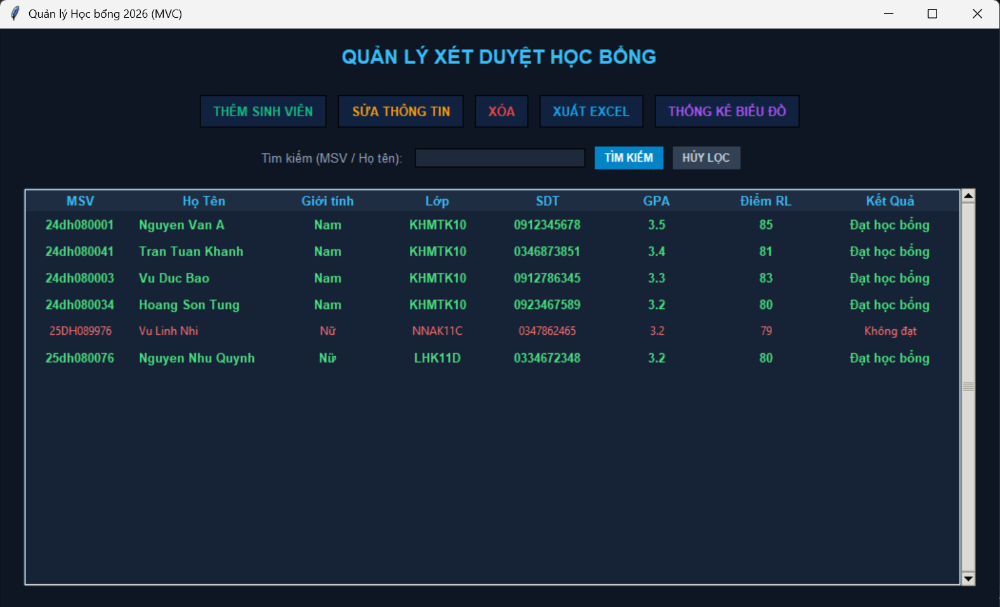 Quản lý Học bổng 2026 (MVC)
QUẢN LÝ XÉT DUYỆT HỌC BỔNG
THÊM SINH VIÊN SỬA THÔNG TIN XÓA XUẤT EXCEL THỐNG KÊ BIỂU ĐỒ
Tìm kiếm (MSV / Họ tên): TÌM KIẾM HỦY LỌC
MSV Họ Tên Giới tính Lớp SDT GPA Điểm RL Kết Quả
24dh080001 Nguyen Van A Nam KHMTK10 0912345678 3.5 85 Đạt học bổng
24dh080041 Tran Tuan Khanh Nam KHMTK10 0346873851 3.4 81 Đạt học bổng
24dh080003 Vu Duc Bao Nam KHMTK10 0912786345 3.3 83 Đạt học bổng
24dh080034 Hoang Son Tung Nam KHMTK10 0923467589 3.2 80 Đạt học bổng
25DH089976 Vu Linh Nhi Nữ NNAK11C 0347862465 3.2 79 Không đạt
25dh080076 Nguyen Nhu Quynh Nữ LHK11D 0334672348 3.2 80 Đạt học bổng